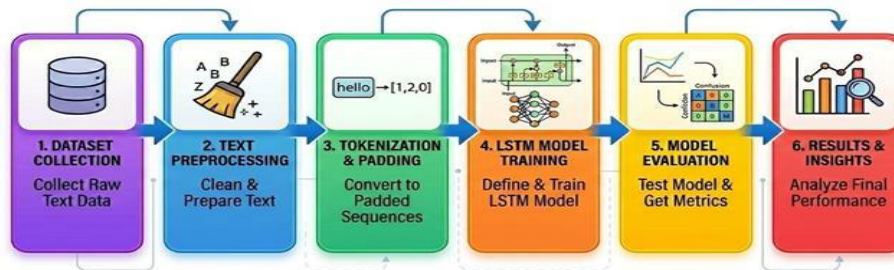 A B
B
Z
hello → [1,2,0]
Output
Input
Input
Input
Confusion
1. DATASET
COLLECTION
Collect Raw
Text Data
2. TEXT
PREPROCESSING
Clean &
Prepare Text
3. TOKENIZATION
& PADDING
Convert to
Padded
Sequences
4. LSTM MODEL
TRAINING
Define & Train
LSTM Model
5. MODEL
EVALUATION
Test Model &
Get Metrics
6. RESULTS &
INSIGHTS
Analyze Final
Performance